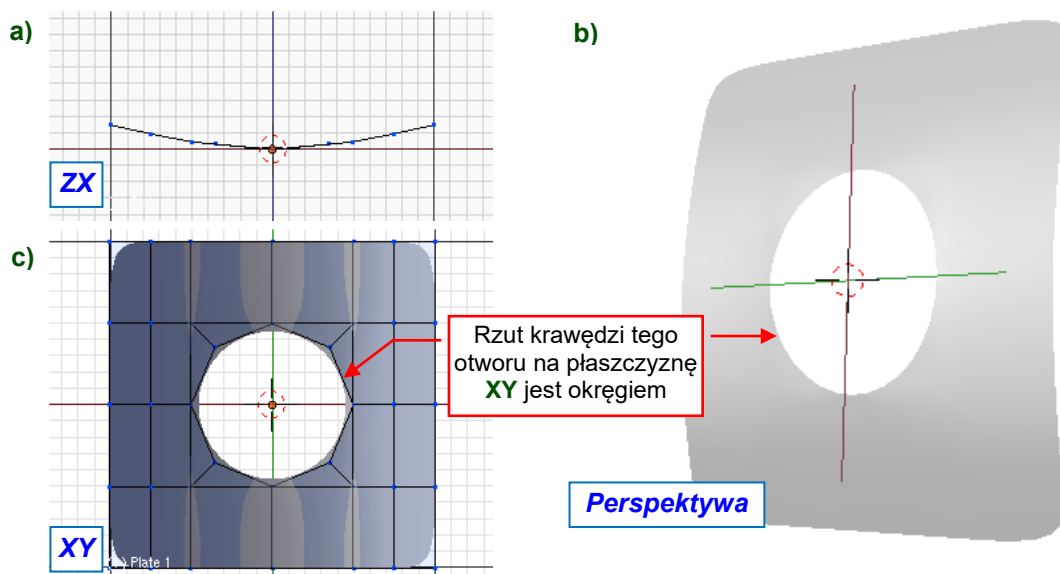 a)
ZX
b)
c)
Rzut krawędzi tego
otworu na płaszczyznę
XY jest okręgiem
Perspektywa
XY
Plate 1